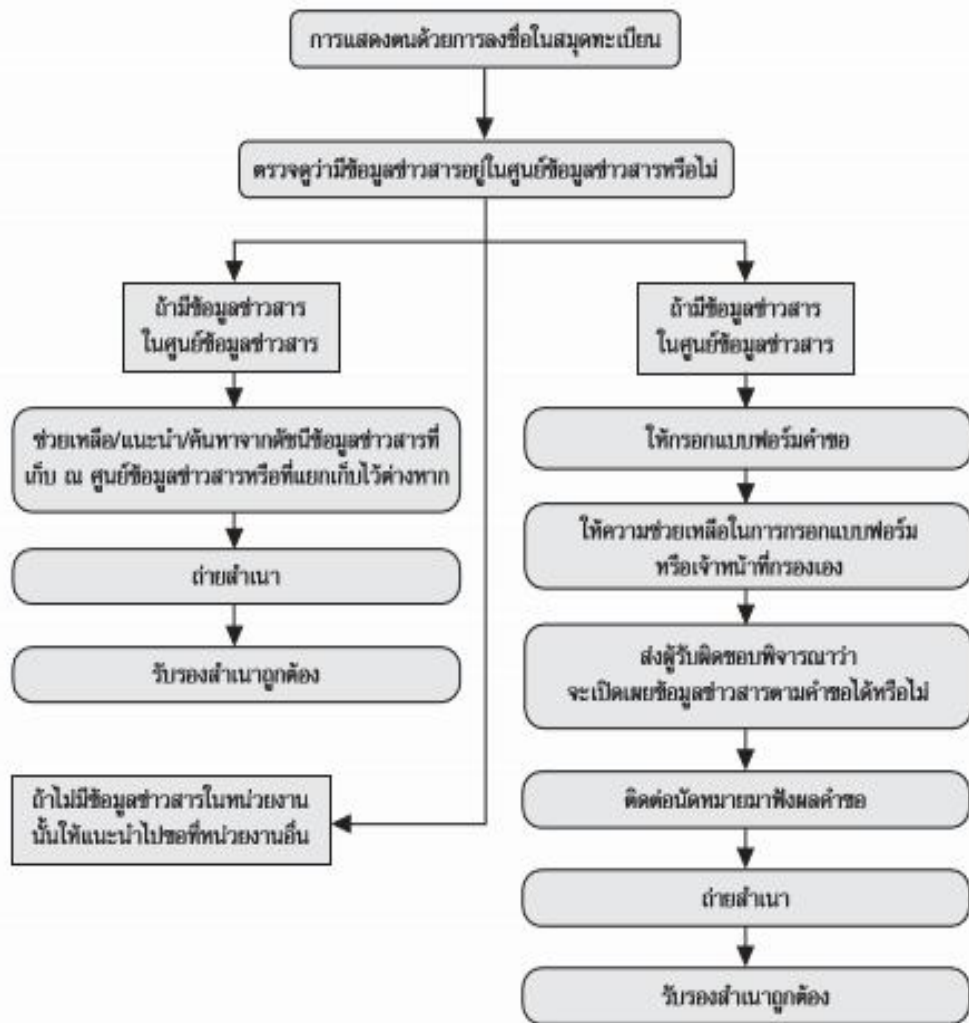 การแสดงตนด้วยการลงชื่อในสมุดทะเบียน
ตรวจดูว่ามีข้อมูลข่าวสารอยู่ในศูนย์ข้อมูลข่าวสารหรือไม่
ถ้ามีข้อมูลข่าวสาร
ในศูนย์ข้อมูลข่าวสาร
ช่วยเหลือ/แนะนำ/ค้นหาจากดัชนีข้อมูลข่าวสารที่
เก็บ ณ ศูนย์ข้อมูลข่าวสารหรือที่แยกเก็บไว้ต่างหาก
ถ่ายสำเนา
รับรองสำเนาถูกต้อง
ถ้าไม่มีข้อมูลข่าวสารในหน่วยงาน
นั้นให้แนะนำไปขอที่หน่วยงานอื่น
ถ้ามีข้อมูลข่าวสาร
ในศูนย์ข้อมูลข่าวสาร
ให้กรอกแบบฟอร์มคำขอ
ให้ความช่วยเหลือในการกรอกแบบฟอร์ม
หรือเจ้าหน้าที่กรองเอง
ส่งผู้รับผิดชอบพิจารณาว่า
จะเปิดเผยข้อมูลข่าวสารตามคำขอได้หรือไม่
ติดต่อนัดหมายมาฟังผลคำขอ
ถ่ายสำเนา
รับรองสำเนาถูกต้อง